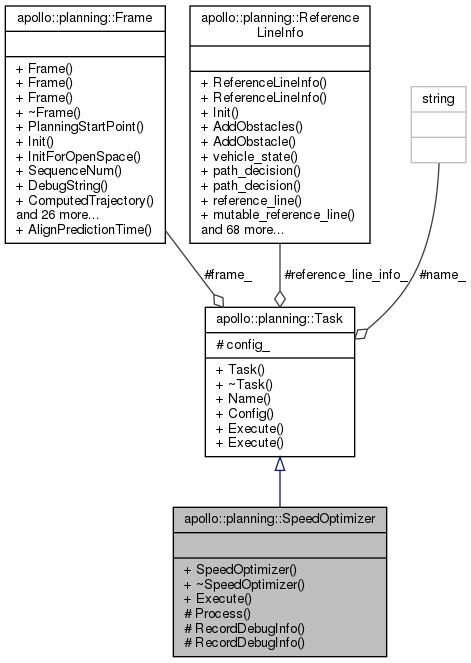 apollo::planning::Frame
+ Frame()
+ Frame()
+ Frame()
+ ~Frame()
+ PlanningStartPoint()
+ Init()
+ InitForOpenSpace()
+ SequenceNum()
+ DebugString()
+ ComputedTrajectory()
and 26 more...
+ AlignPredictionTime()
apollo::planning::Reference
LineInfo
+ ReferenceLineInfo()
+ ReferenceLineInfo()
+ Init()
+ AddObstacles()
+ AddObstacle()
+ vehicle_state()
+ path_decision()
+ path_decision()
+ reference_line()
+ mutable_reference_line()
and 68 more...
string
#frame_
#reference_line_info_
#name_
apollo::planning::Task
# config_
+ Task()
+ ~Task()
+ Name()
+ Config()
+ Execute()
+ Execute()
apollo::planning::SpeedOptimizer
+ SpeedOptimizer()
+ ~SpeedOptimizer()
+ Execute()
# Process()
# RecordDebugInfo()
# RecordDebugInfo()